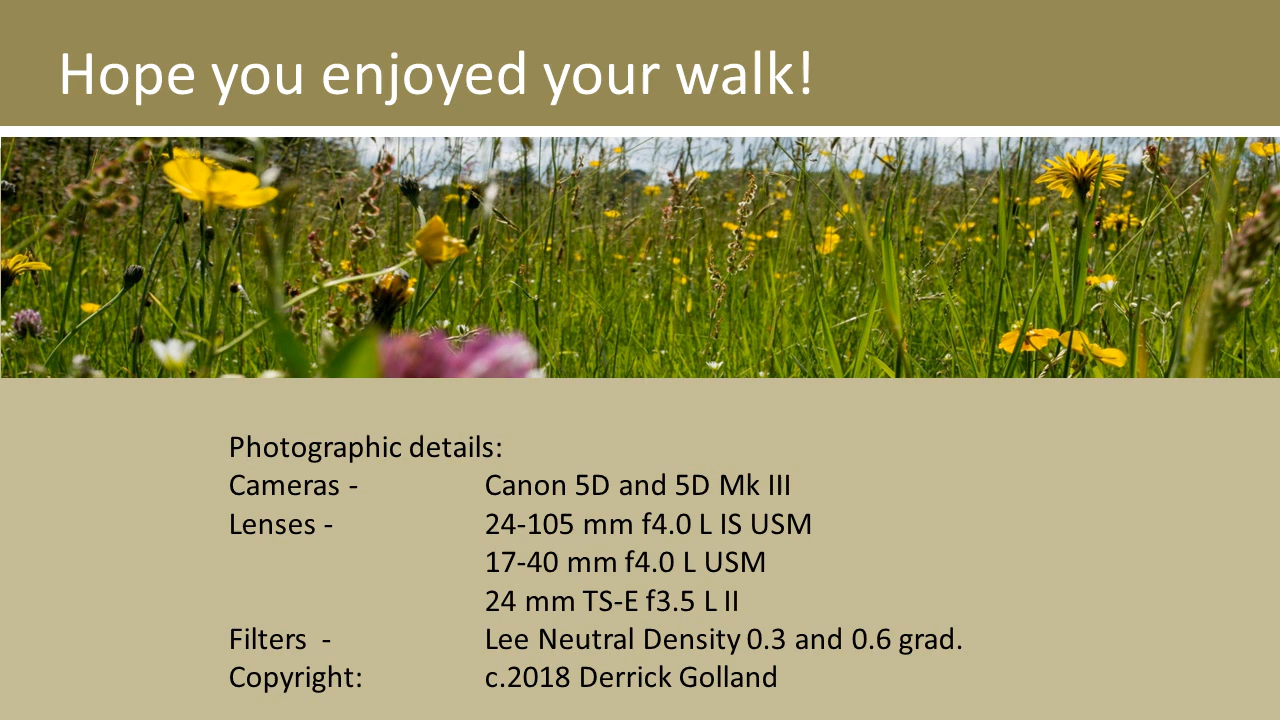 Hope you enjoyed your walk!
Photographic details:
Cameras - Canon 5D and 5D Mk III
Lenses - 24-105 mm f4.0 L IS USM
17-40 mm f4.0 L USM
24 mm TS-E f3.5 L II
Filters - Lee Neutral Density 0.3 and 0.6 grad.
Copyright: c.2018 Derrick Golland